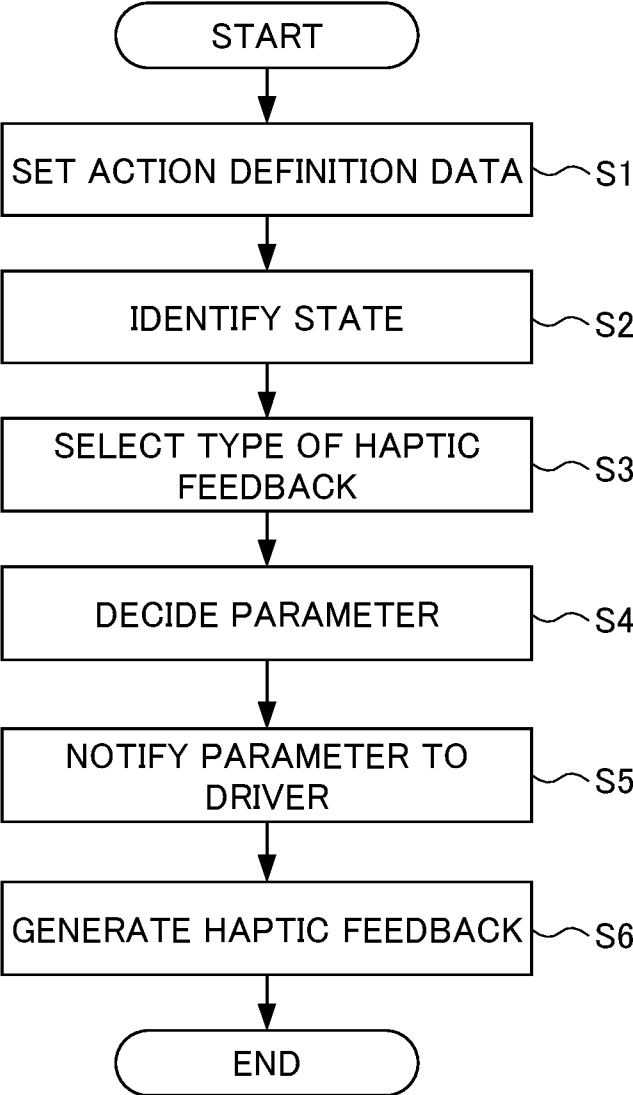 START
SET ACTION DEFINITION DATA
S1
IDENTIFY STATE
S2
SELECT TYPE OF HAPTIC
FEEDBACK
S3
DECIDE PARAMETER
S4
NOTIFY PARAMETER TO
DRIVER
S5
GENERATE HAPTIC FEEDBACK
S6
END